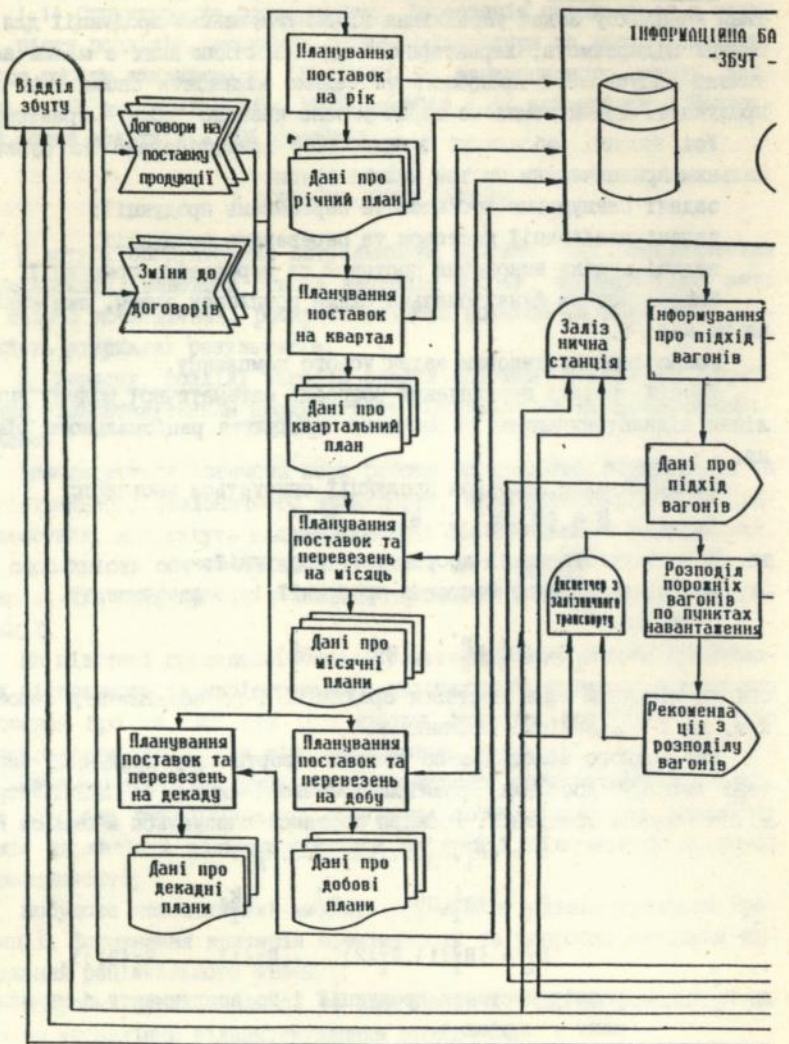 ІНФОРМАЦІЙНА БА
-ЗБУТ -
Відділ
збуту
Планування
поставок
на рік
Договори на
поставку
продукції
Дані про
річний план
Зміни до
договорів
Планування
поставок
на квартал
Заліз
нична
станція
Інформування
про підхід
вагонів
Дані про
квартальний
план
Дані про
підхід
вагонів
Планування
поставок та
перевезень
на місяць
Диспетчер з
залізничного
транспорту
Розподіл
порожніх
вагонів
по пунктах
навантаження
Дані про
місячні
плани
Рекоменда
ціі з
розподілу
вагонів
Планування
поставок та
перевезень
на декаду
Планування
поставок та
перевезень
на добу
Дані про
декадні
плани
Дані про
добові
плани